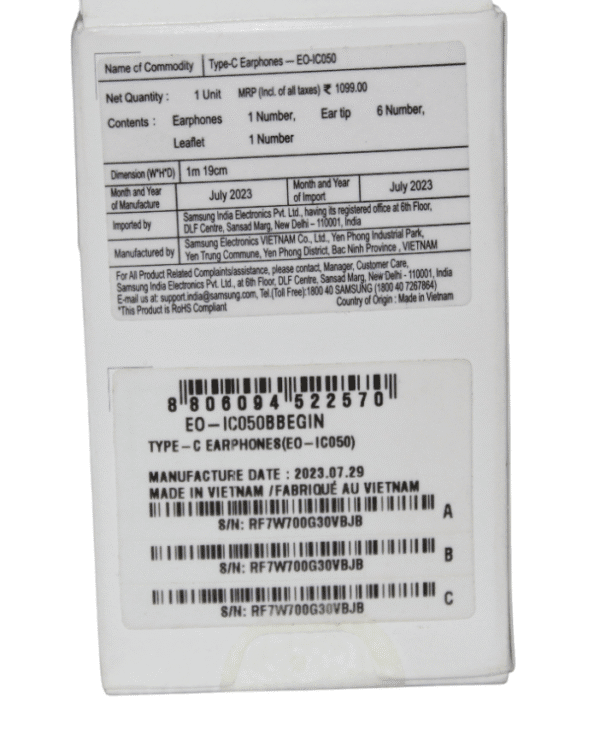 Name of Commodity Type-C Earphones — EO-IC050
Net Quantity : 1 Unit MRP (Incl. of all taxes) ₹ 1099.00
Contents : Earphones 1 Number, Ear tip 6 Number,
Leaflet 1 Number
Dimension (W*H*D) 1m 19cm
Month and Year of Manufacture July 2023 Month and Year of Import July 2023
Imported by Samsung India Electronics Pvt. Ltd., having its registered office at 6th Floor,
DLF Centre, Sansad Marg, New Delhi – 110001, India
Manufactured by Samsung Electronics VIETNAM Co., Ltd., Yen Phong Industrial Park,
Yen Trung Commune, Yen Phong District, Bac Ninh Province , VIETNAM
For All Product Related Complaints/assistance, please contact, Manager, Customer Care,
Samsung India Electronics Pvt. Ltd., at 6th Floor, DLF Centre, Sansad Marg, New Delhi - 110001, India
E-mail us at: support.india@samsung.com, Tel.(Toll Free):1800 40 SAMSUNG (1800 40 7267864)
*This Product is RoHS Compliant Country of Origin : Made in Vietnam
8 806094 522570
EO-IC050BBEGIN
TYPE-C EARPHONES(EO-IC050)
MANUFACTURE DATE : 2023.07.29
MADE IN VIETNAM /FABRIQUÉ AU VIETNAM
A
S/N: RF7W700G30VBJB
B
S/N: RF7W700G30VBJB
C
S/N: RF7W700G30VBJB